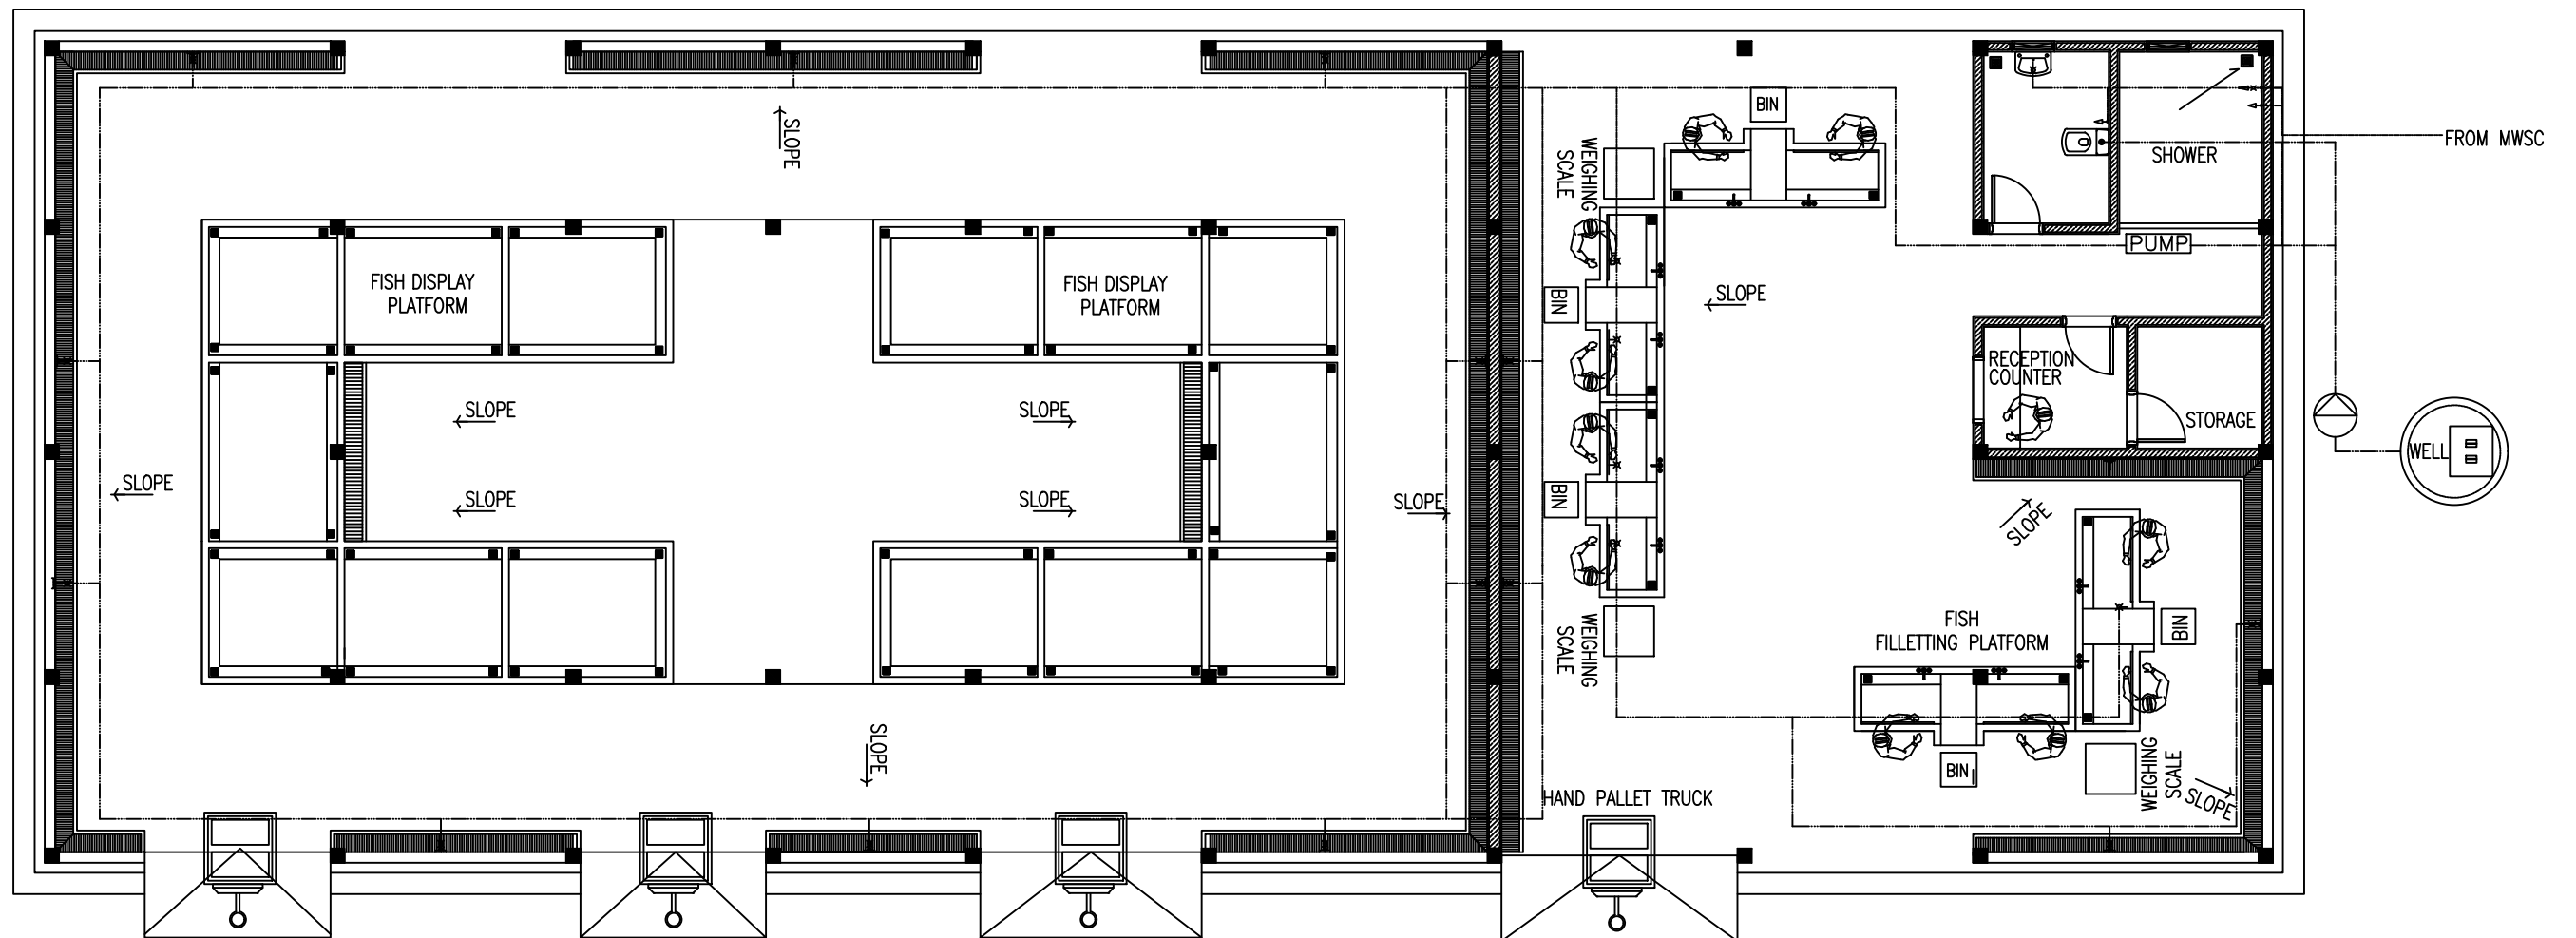 BIN
SLOPE
WEIGHING
SCALE
SHOWER
FROM MWSC
PUMP
FISH DISPLAY
PLATFORM
FISH DISPLAY
PLATFORM
BIN
SLOPE
RECEPTION
COUNTER
SLOPE
SLOPE
STORAGE
WELL
SLOPE
SLOPE
SLOPE
SLOPE
BIN
SLOPE
FISH
FILLETTING PLATFORM
BIN
WEIGHING
SCALE
SLOPE
BIN
WEIGHING
SCALE
SLOPE
HAND PALLET TRUCK